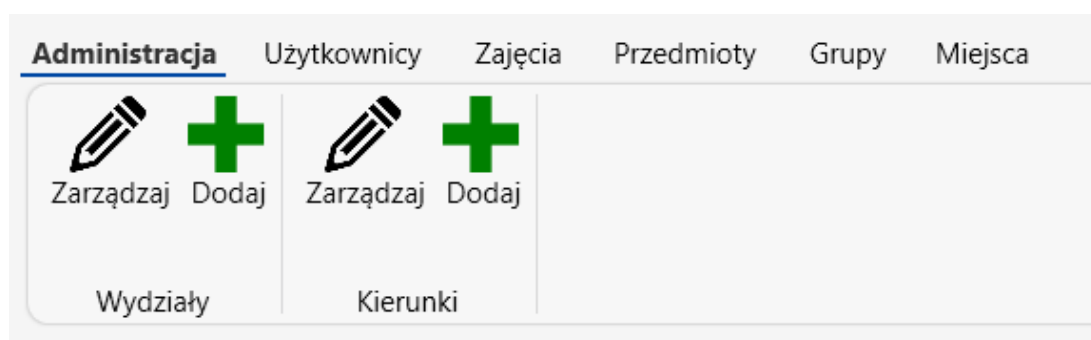 Administracja Użytkownicy Zajęcia Przedmioty Grupy Miejsca
Zarządzaj Dodaj Zarządzaj Dodaj
Wydziały Kierunki